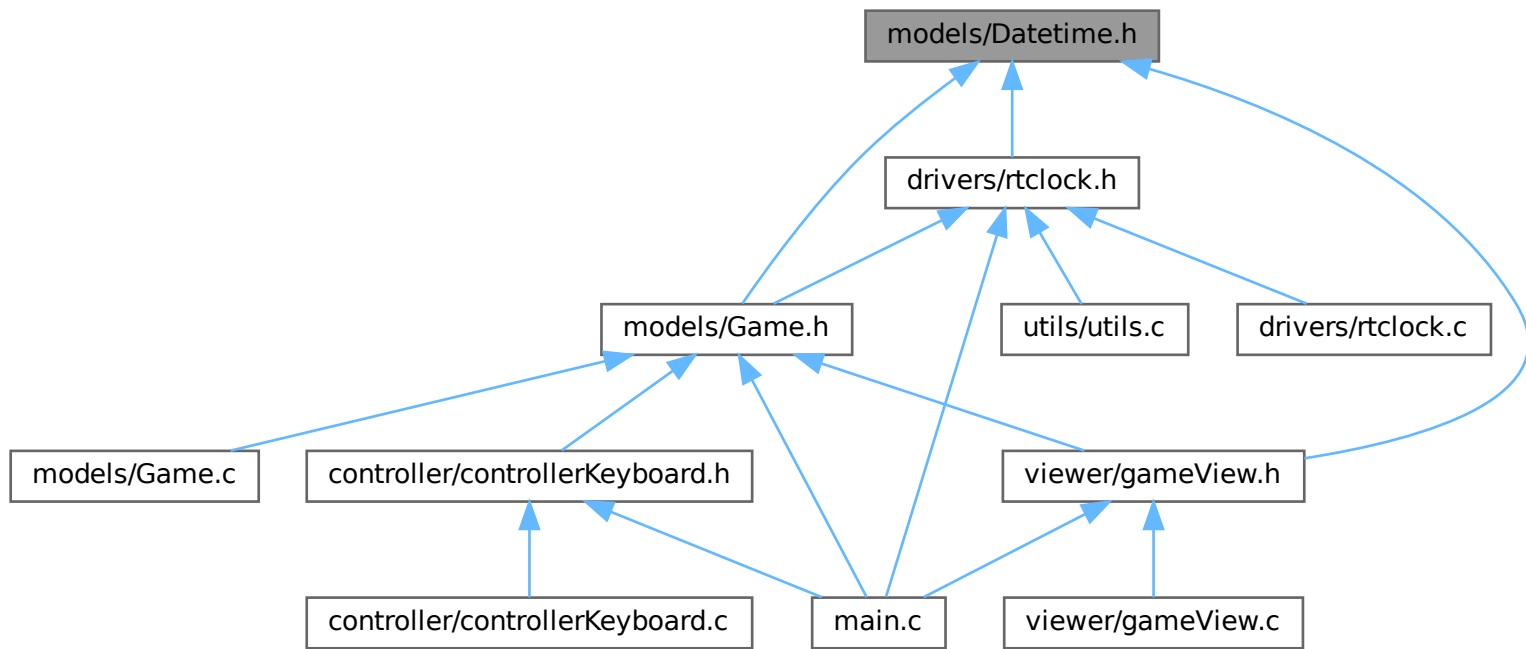 models/Datetime.h
drivers/rtclock.h
models/Game.h
utils/utils.c
drivers/rtclock.c
models/Game.c
controller/controllerKeyboard.h
viewer/gameView.h
controller/controllerKeyboard.c
main.c
viewer/gameView.c